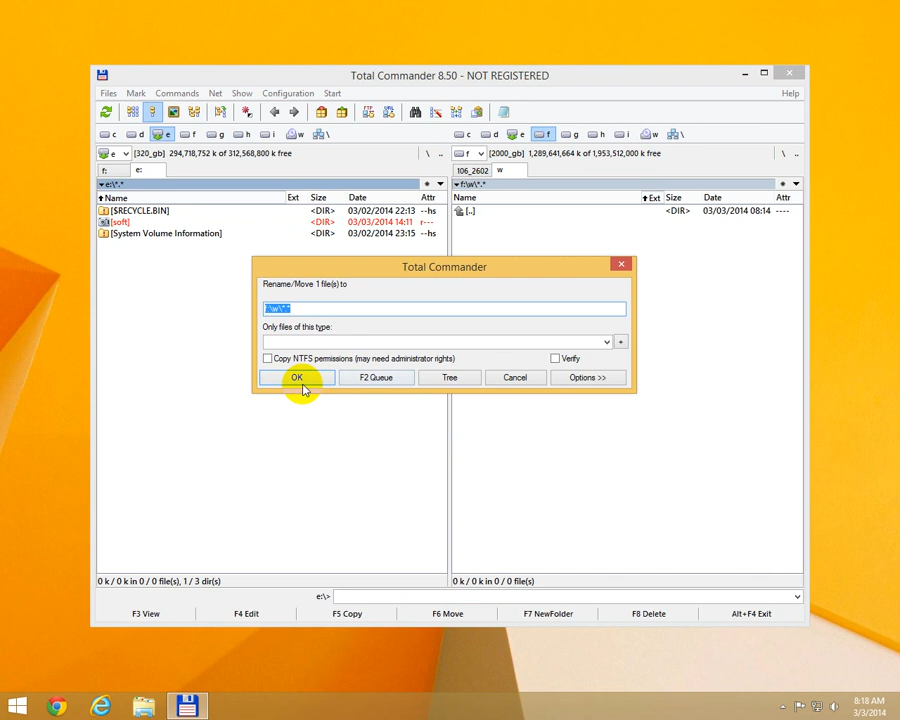 Total Commander 8.50 - NOT REGISTERED
Files Mark Commands Net Show Configuration Start Help
c d e f g h i w \ c d e f g h i w \
e [320_gb] 294,718,752 k of 312,568,800 k free \ .. f [2000_gb] 1,289,641,664 k of 1,953,512,000 k free \ ..
f: e: 106_2602 w
e:\*.* f:\w\*.*
Name Ext Size Date Attr Name Ext Size Date Attr
[$RECYCLE.BIN] <DIR> 03/02/2014 22:13 --hs [..] <DIR> 03/03/2014 08:14 ----
[soft] <DIR> 03/03/2014 14:11 r---
[System Volume Information] <DIR> 03/02/2014 23:15 --hs
Total Commander
Rename/Move 1 file(s) to
f:\w\*.*
Only files of this type:
Copy NTFS permissions (may need administrator rights) Verify
OK F2 Queue Tree Cancel Options >>
0 k / 0 k in 0 / 0 file(s), 1 / 3 dir(s) 0 k / 0 k in 0 / 0 file(s)
e:\>
F3 View F4 Edit F5 Copy F6 Move F7 NewFolder F8 Delete Alt+F4 Exit
8:18 AM
3/3/2014